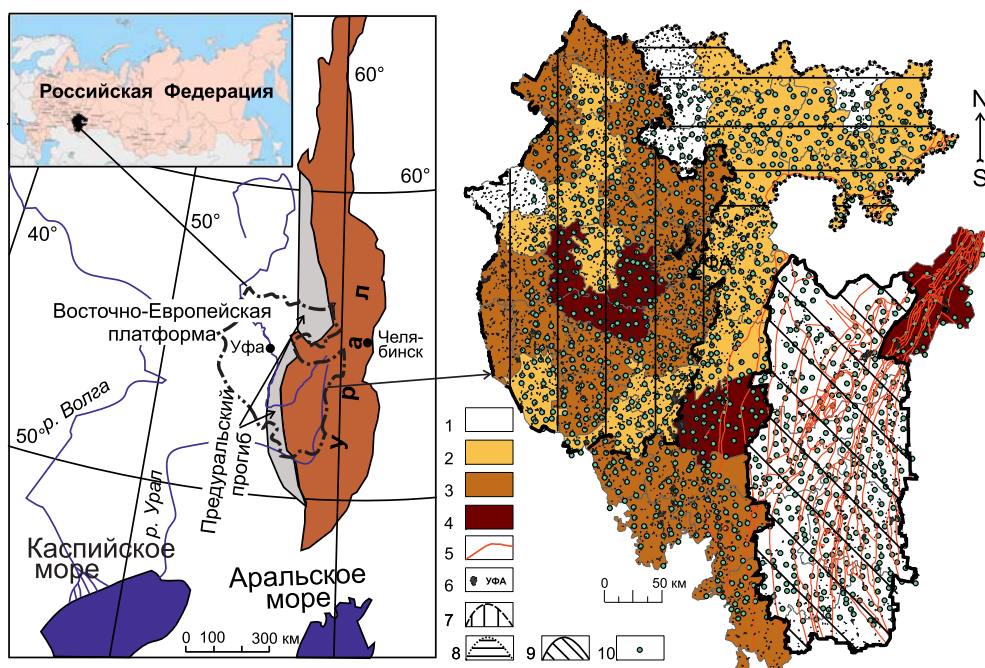 Российская Федерация
60°
60°
50°
40°
Восточно-Европейская
платформа
Уфа
Челя-
бинск
Урал
Предуральский
прогиб
50°
р. Волга
р. Урал
Каспийское
море
Аральское
море
0 100 300 км
N
S
УФА
1
2
3
4
5
6 УФА
7
8 9 10
0 50 км